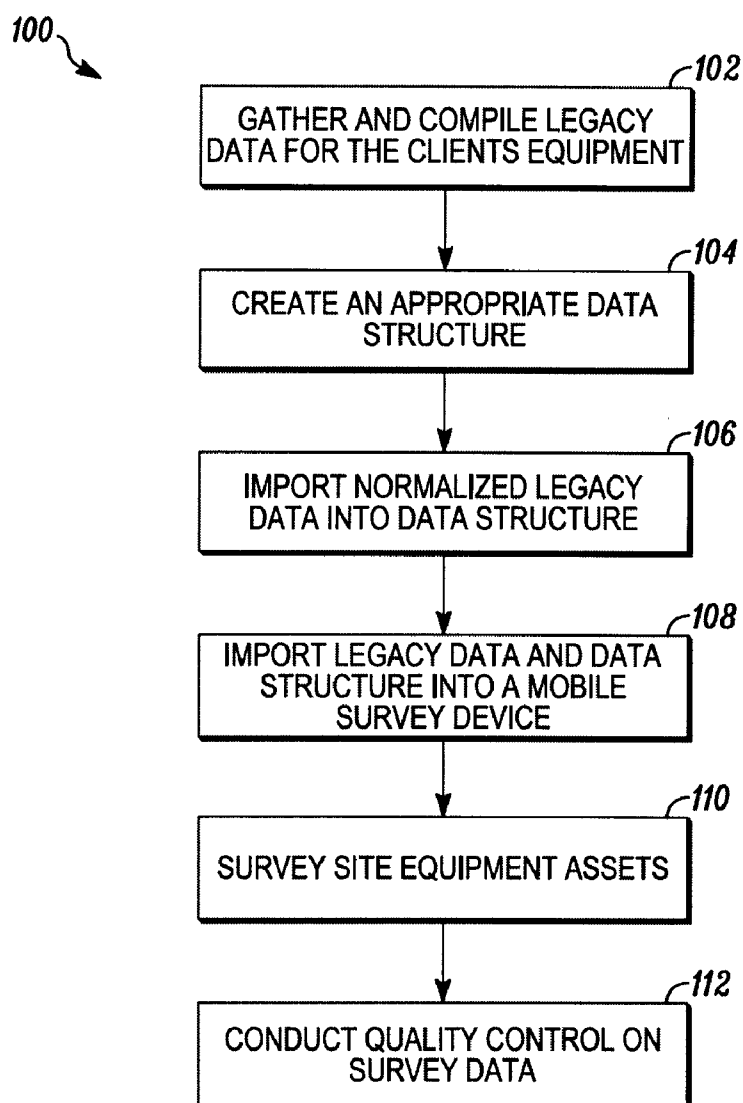 100
102
GATHER AND COMPILE LEGACY
DATA FOR THE CLIENTS EQUIPMENT
104
CREATE AN APPROPRIATE DATA
STRUCTURE
106
IMPORT NORMALIZED LEGACY
DATA INTO DATA STRUCTURE
108
IMPORT LEGACY DATA AND DATA
STRUCTURE INTO A MOBILE
SURVEY DEVICE
110
SURVEY SITE EQUIPMENT ASSETS
112
CONDUCT QUALITY CONTROL ON
SURVEY DATA